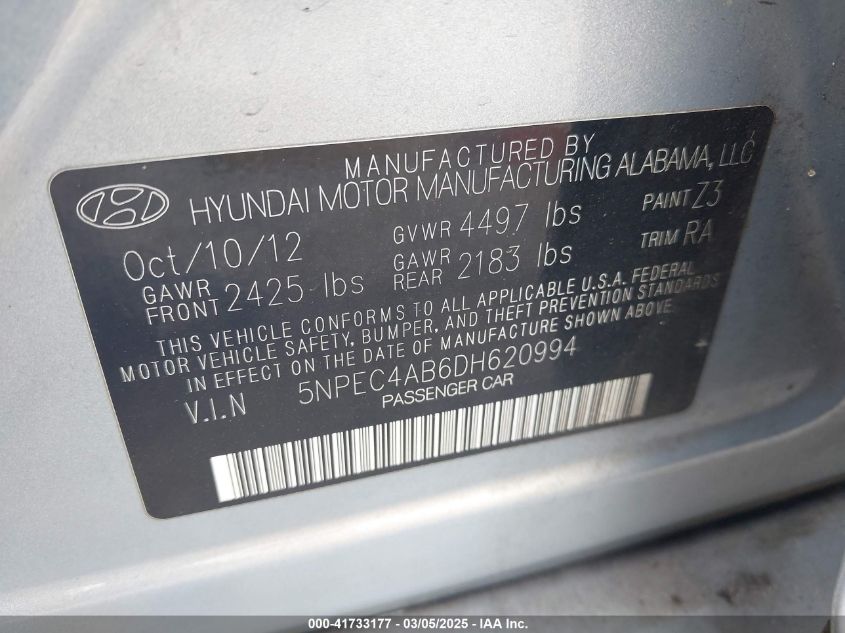 MANUFACTURED BY
HYUNDAI MOTOR MANUFACTURING ALABAMA, LLC
Oct/10/12 GVWR 4497 lbs PAINT Z3
GAWR FRONT 2425 lbs GAWR REAR 2183 lbs TRIM RA
THIS VEHICLE CONFORMS TO ALL APPLICABLE U.S.A. FEDERAL
MOTOR VEHICLE SAFETY, BUMPER, AND THEFT PREVENTION STANDARDS
IN EFFECT ON THE DATE OF MANUFACTURE SHOWN ABOVE.
V.I.N 5NPEC4AB6DH620994
PASSENGER CAR
000-41733177 - 03/05/2025 - IAA Inc.